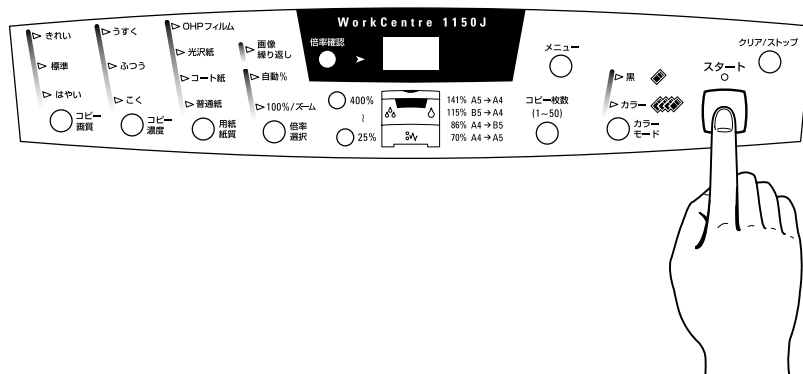 WorkCentre 1150J
きれい
標準
はやい
コピー
画質
うすく
ふつう
こく
コピー
濃度
OHPフィルム
光沢紙
コート紙
普通紙
用紙
紙質
画像
繰り返し
自動%
100%/ズーム
倍率
選択
倍率確認
400%
~
25%
141% A5→A4
115% B5→A4
86% A4→B5
70% A4→A5
メニュー
コピー枚数
(1~50)
黒
カラー
カラー
モード
スタート
クリア/ストップ